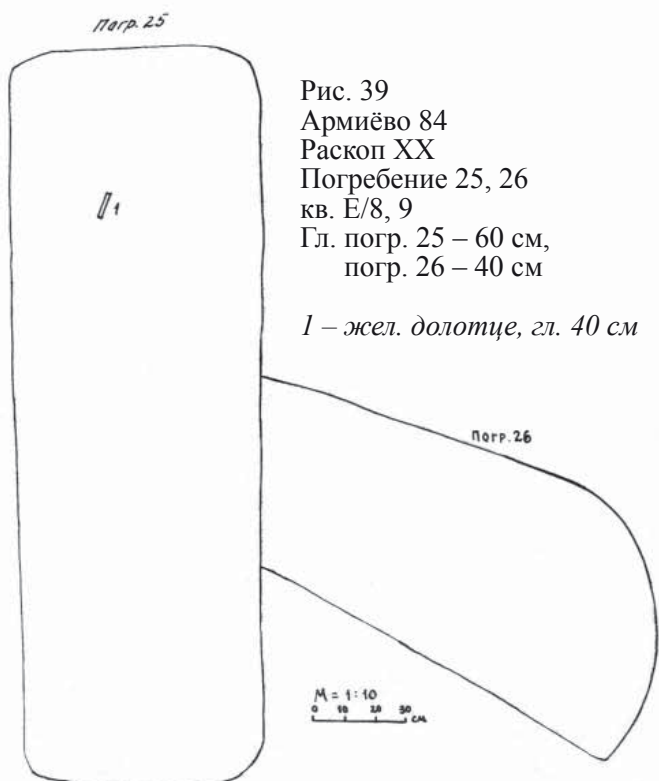 Погр. 25
Рис. 39
Армиёво 84
Раскоп XX
Погребение 25, 26
кв. Е/8, 9
Гл. погр. 25 – 60 см,
погр. 26 – 40 см
1 – жел. долотце, гл. 40 см
1
Погр. 26
М = 1:10
0 10 20 30
см